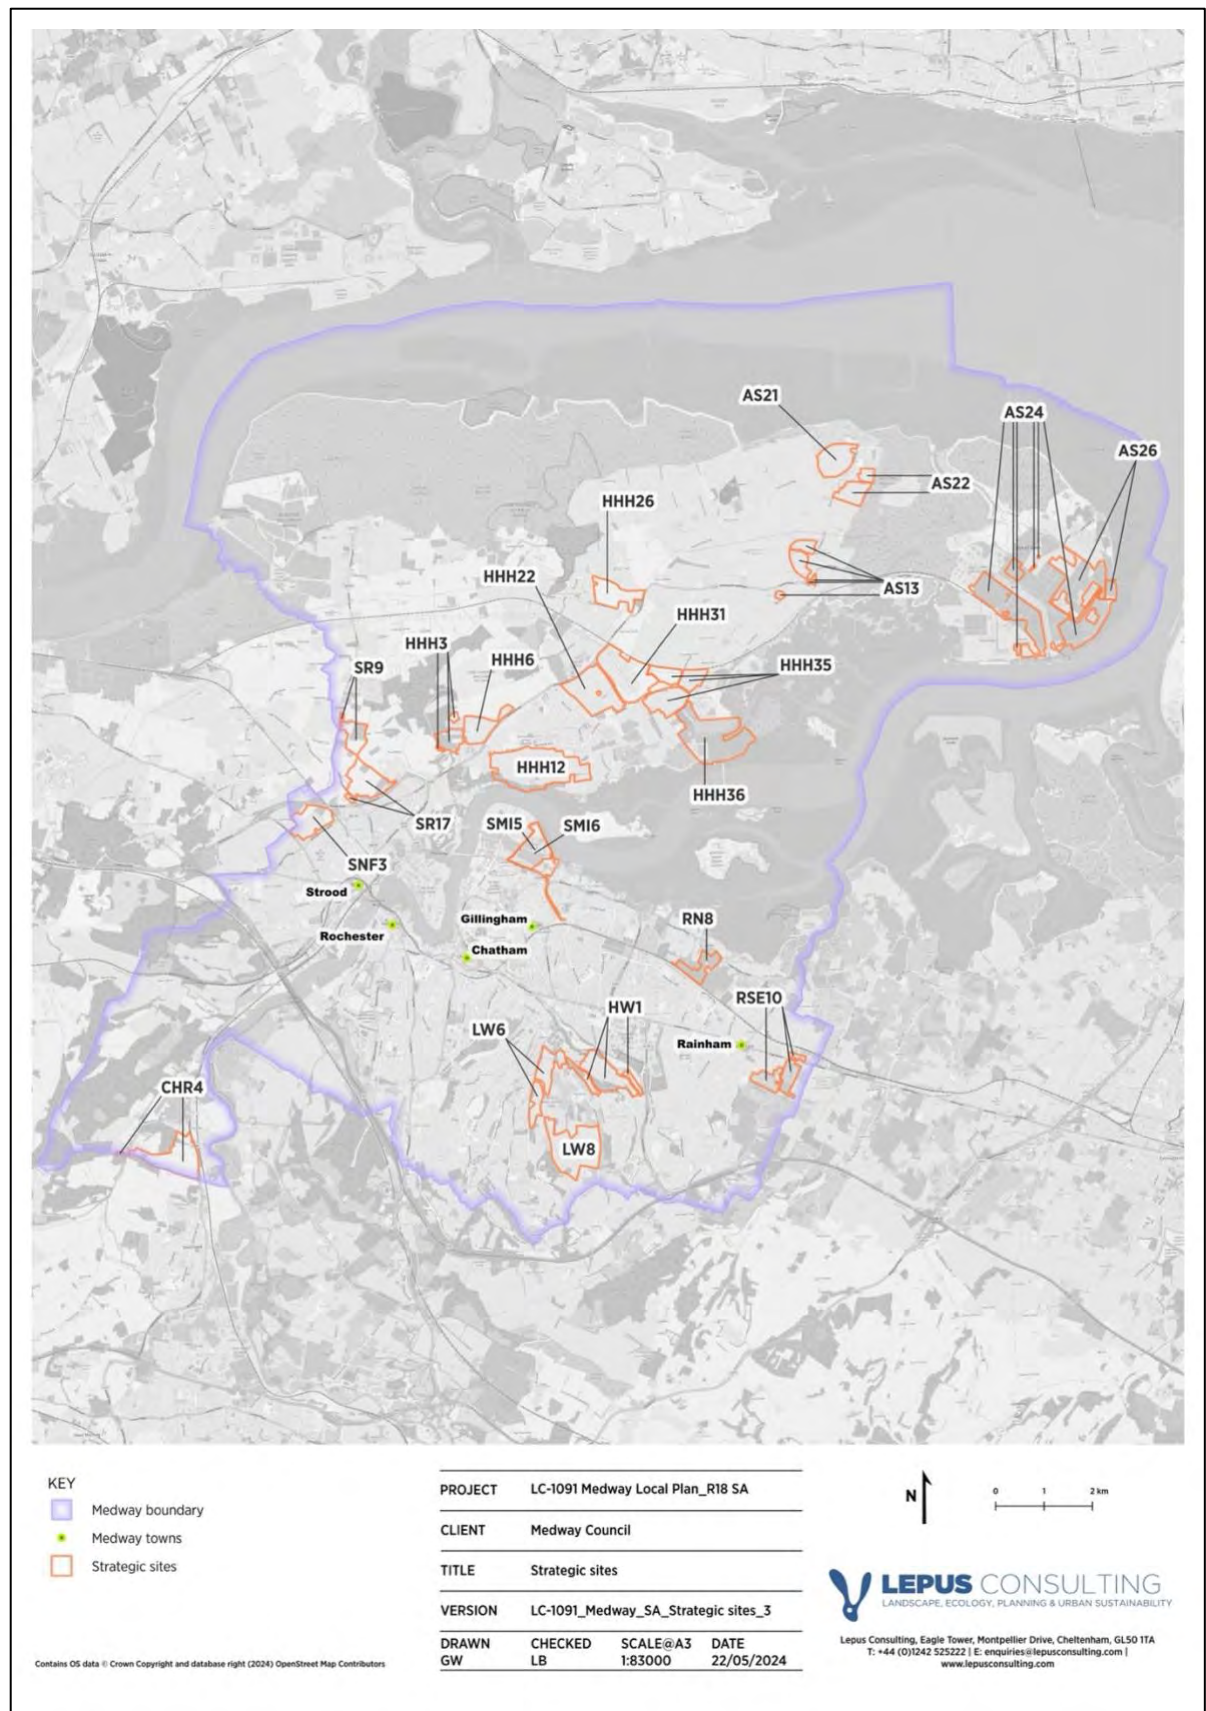 AS21
AS24
AS26
AS22
HHH26
HHH22
AS13
HHH31
HHH3
HHH6
SR9
HHH35
HHH12
HHH36
SR17
SMI5
SMI6
SNF3
Strood
Gillingham
RN8
Rochester
Chatham
RSE10
HW1
LW6
Rainham
CHR4
LW8
KEY
Medway boundary
Medway towns
Strategic sites
PROJECT LC-1091 Medway Local Plan_R18 SA
CLIENT Medway Council
TITLE Strategic sites
VERSION LC-1091_Medway_SA_Strategic sites_3
DRAWN CHECKED SCALE@A3 DATE
GW LB 1:83000 22/05/2024
N
0 1 2 km
LEPUS CONSULTING
LANDSCAPE, ECOLOGY, PLANNING & URBAN SUSTAINABILITY
Lepus Consulting, Eagle Tower, Montpellier Drive, Cheltenham, GL50 1TA
T: +44 (0)1242 525222 | E: enquiries@lepusconsulting.com |
www.lepusconsulting.com
Contains OS data © Crown Copyright and database right (2024) OpenStreet Map Contributors